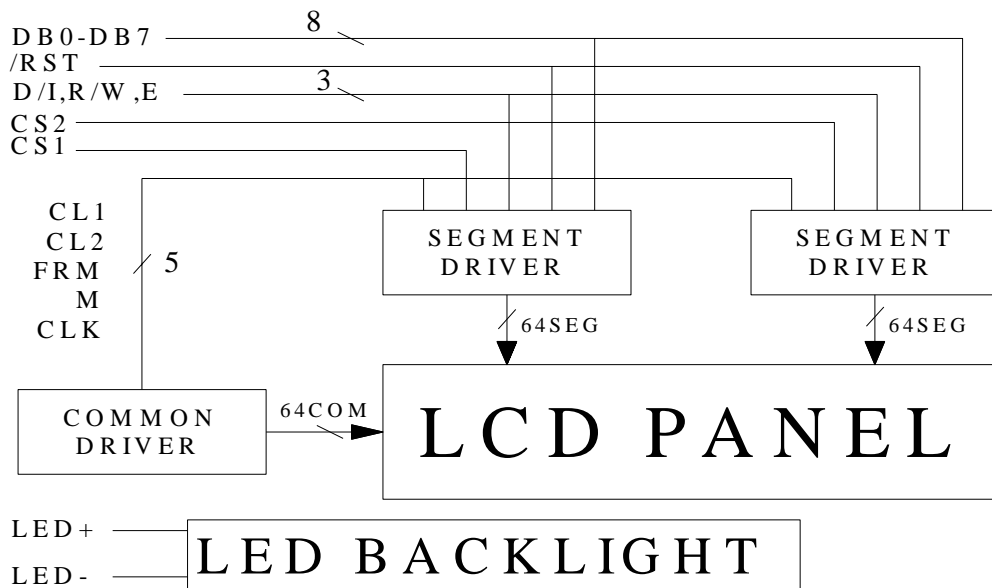 DB0-DB7
8
/RST
D/I,R/W,E
3
CS2
CS1
CL1
CL2
FRM
M
CLK
5
SEGMENT
DRIVER
SEGMENT
DRIVER
64SEG
64SEG
COMMON
DRIVER
64COM
LCD PANEL
LED+
LED-
LED BACKLIGHT